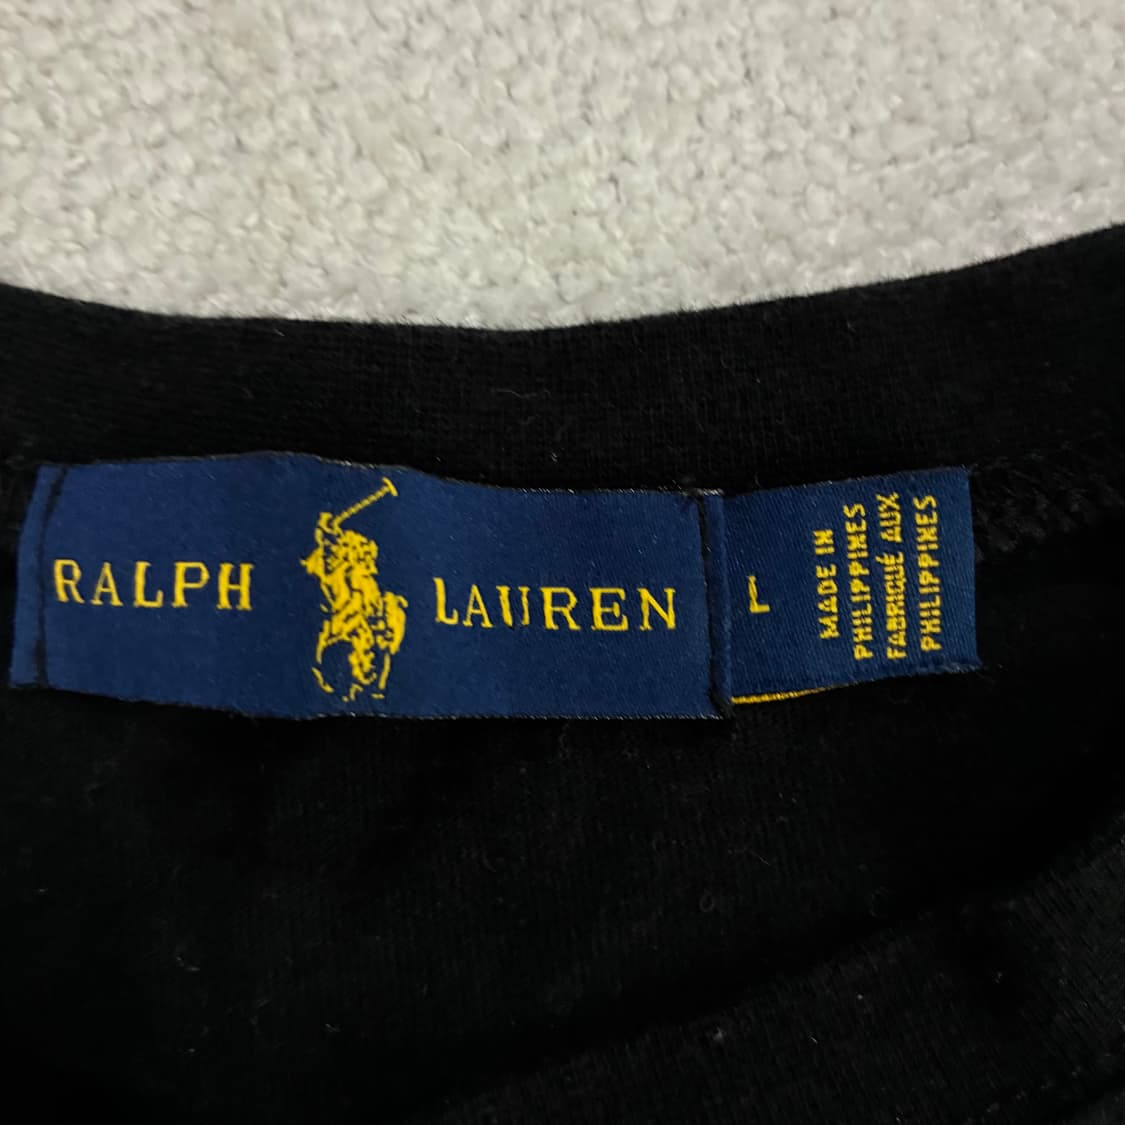 RALPH LAUREN
L
MADE IN
PHILIPPINES
FABRIQUÉ AUX
PHILIPPINES